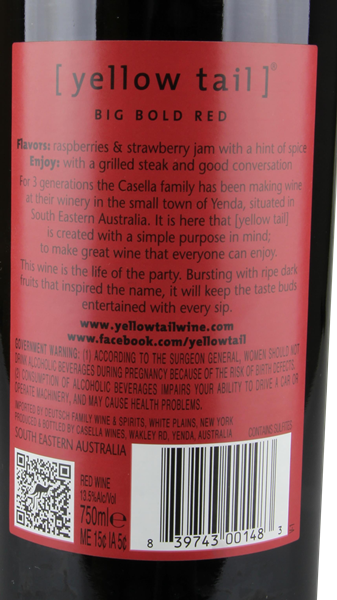 [ yellow tail ]®
BIG BOLD RED
Flavors: raspberries & strawberry jam with a hint of spice
Enjoy: with a grilled steak and good conversation
For 3 generations the Casella family has been making wine
at their winery in the small town of Yenda, situated in
South Eastern Australia. It is here that [yellow tail]
is created with a simple purpose in mind;
to make great wine that everyone can enjoy.
This wine is the life of the party. Bursting with ripe dark
fruits that inspired the name, it will keep the taste buds
entertained with every sip.
www.yellowtailwine.com
www.facebook.com/yellowtail
GOVERNMENT WARNING: (1) ACCORDING TO THE SURGEON GENERAL, WOMEN SHOULD NOT
DRINK ALCOHOLIC BEVERAGES DURING PREGNANCY BECAUSE OF THE RISK OF BIRTH DEFECTS.
(2) CONSUMPTION OF ALCOHOLIC BEVERAGES IMPAIRS YOUR ABILITY TO DRIVE A CAR OR
OPERATE MACHINERY, AND MAY CAUSE HEALTH PROBLEMS.
IMPORTED BY DEUTSCH FAMILY WINE & SPIRITS, WHITE PLAINS, NEW YORK
PRODUCED & BOTTLED BY CASELLA WINES, WAKLEY RD, YENDA, AUSTRALIA
CONTAINS SULFITES
SOUTH EASTERN AUSTRALIA
RED WINE
13.5%Alc/Vol
750ml e
ME 15¢ IA 5¢
8 39743 00148 3